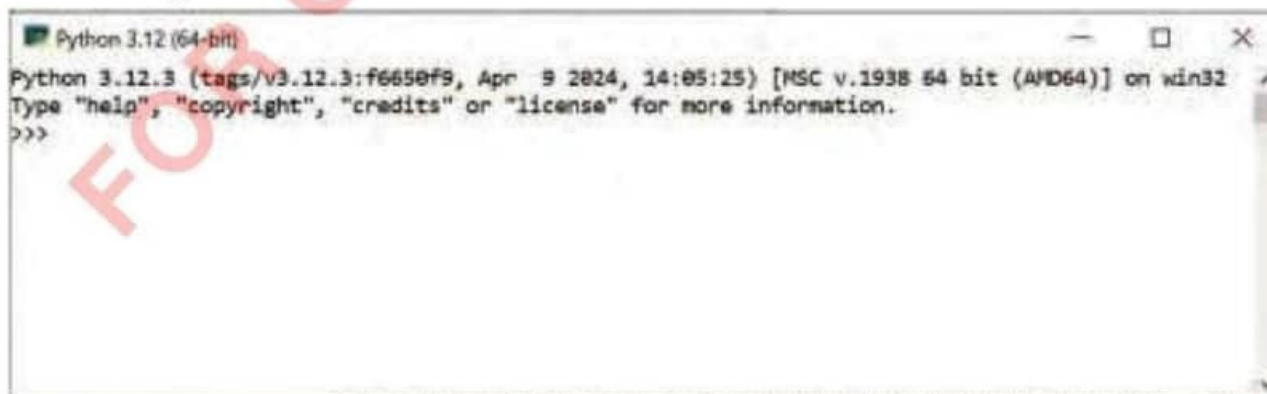 Python 3.12 (64-bit)
Python 3.12.3 (tags/v3.12.3:f6650f9, Apr  9 2024, 14:05:25) [MSC v.1938 64 bit (AMD64)] on win32
Type "help", "copyright", "credits" or "license" for more information.
>>>
FOR